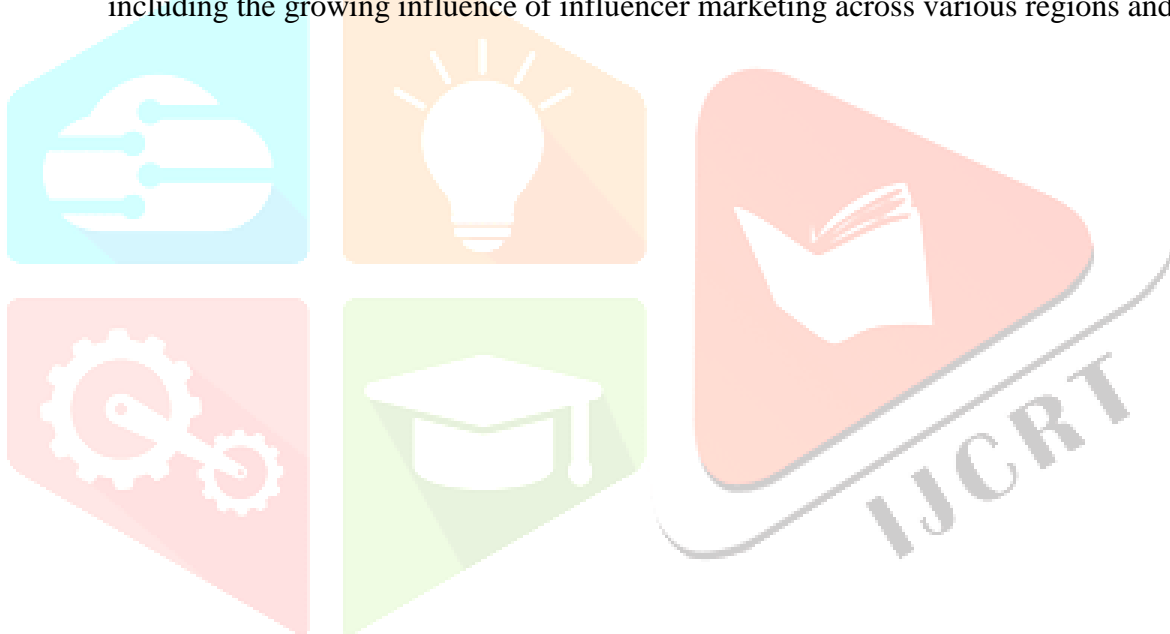 including the growing influence of influencer marketing across various regions and
IJCRT